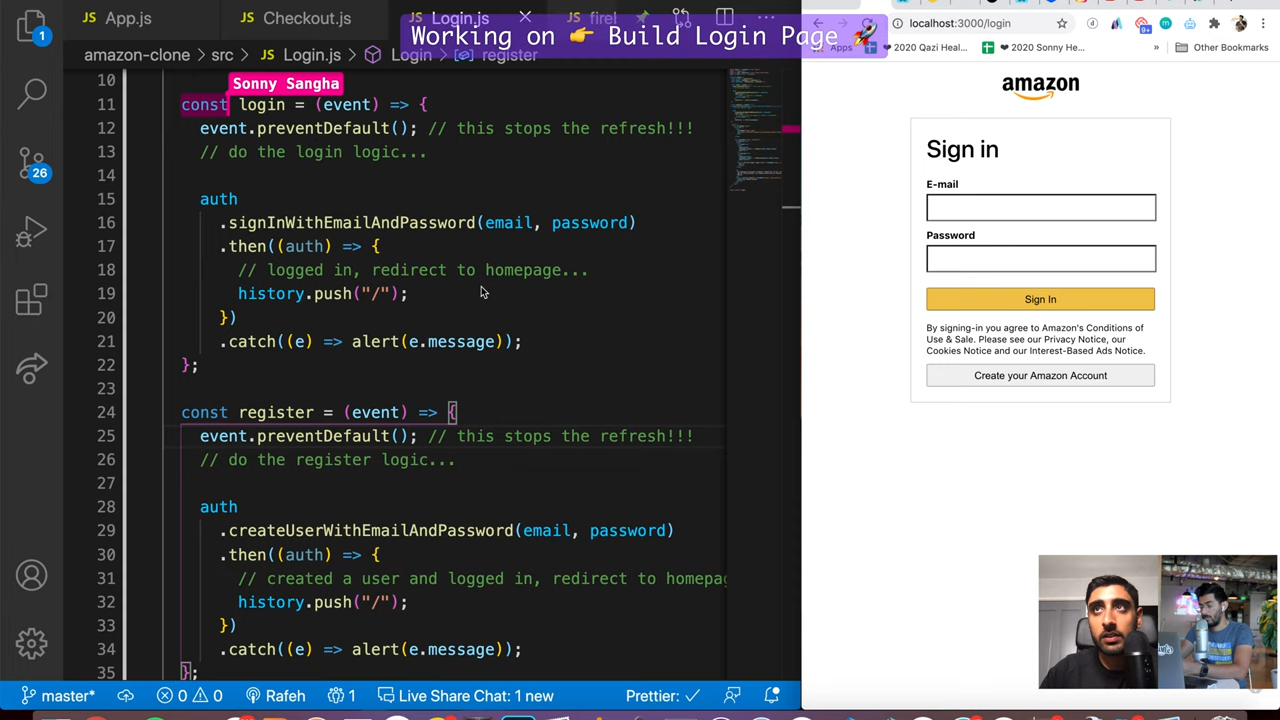 App.js
Checkout.js
Login.js
Working on 👉 Build Login Page 🚀
src
Login.js
Login
register
1
26
Sonny Sangha
10
11 const login = (event) => {
12 event.preventDefault(); // this stops the refresh!!!
13
14
15 auth
16 .signInWithEmailAndPassword(email, password)
17 .then((auth) => {
18 // logged in, redirect to homepage...
19 history.push("/");
20 })
21 .catch((e) => alert(e.message));
22 };
23
24 const register = (event) => {
25 event.preventDefault(); // this stops the refresh!!!
26 // do the register logic...
27
28 auth
29 .createUserWithEmailAndPassword(email, password)
30 .then((auth) => {
31 // created a user and logged in, redirect to homepag
32 history.push("/");
33 })
34 .catch((e) => alert(e.message));
35 };
master*
0
0
Rafeh
1
Live Share Chat: 1 new
Prettier: ✓
localhost:3000/login
9+
Apps
❤ 2020 Qazi Heal...
❤ 2020 Sonny He...
»
Other Bookmarks
amazon
Sign in
E-mail
Password
Sign In
By signing-in you agree to Amazon's Conditions of
Use & Sale. Please see our Privacy Notice, our
Cookies Notice and our Interest-Based Ads Notice.
Create your Amazon Account